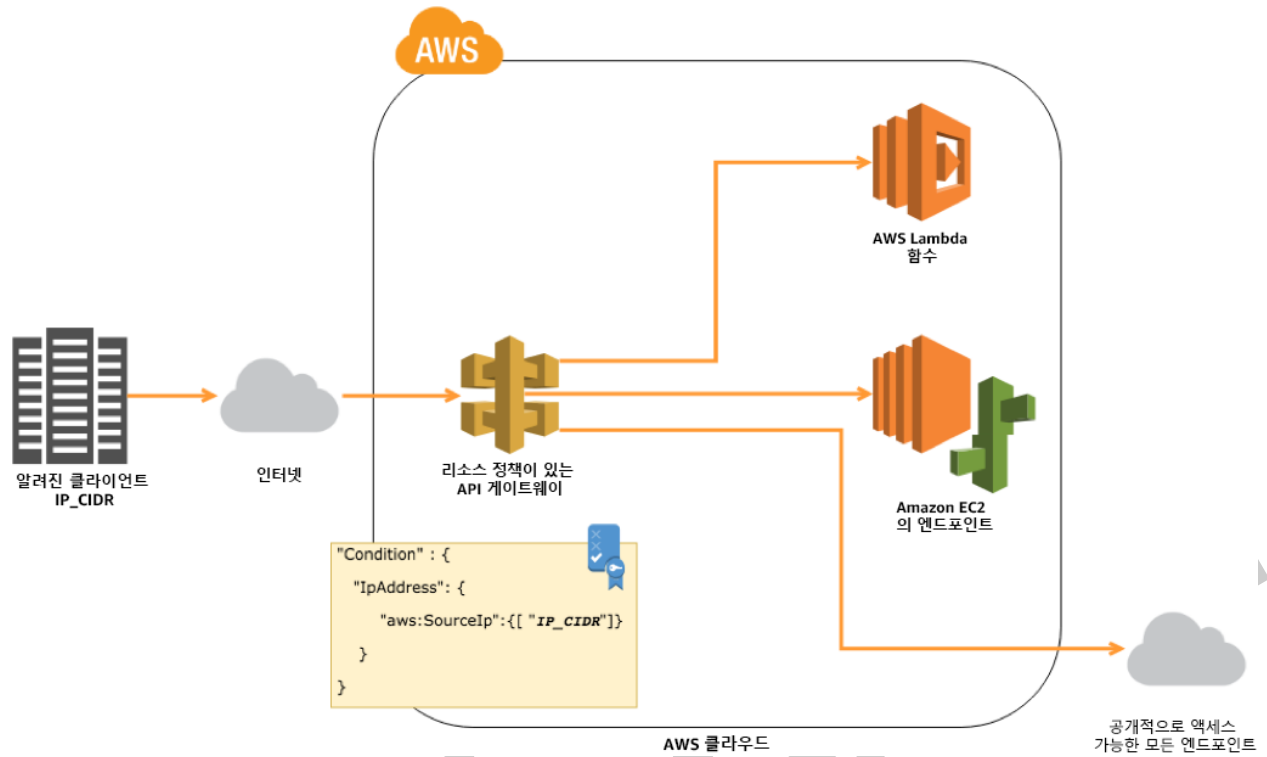 AWS
AWS Lambda
함수
알려진 클라이언트
IP_CIDR
인터넷
리소스 정책이 있는
API 게이트웨이
Amazon EC2
의 엔드포인트
"Condition" : {
"IpAddress": {
"aws:SourceIp":{[ "IP_CIDR"]}
}
}
AWS 클라우드
공개적으로 액세스
가능한 모든 엔드포인트